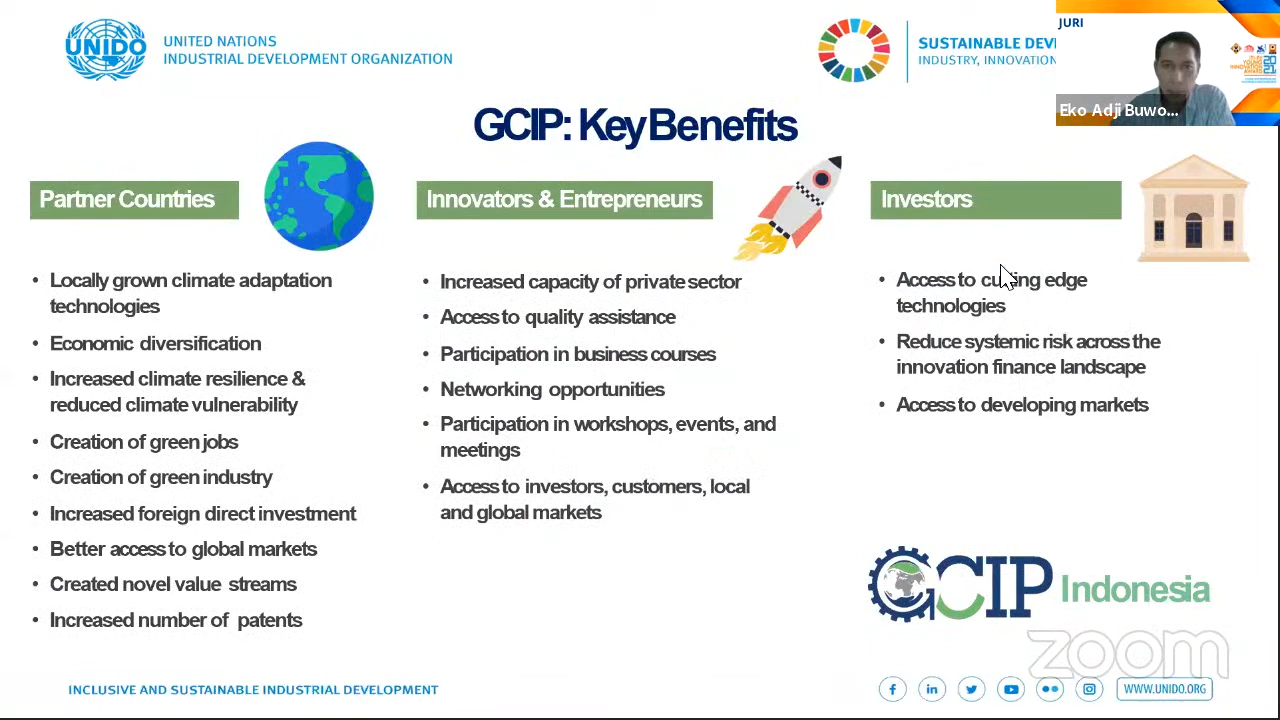 UNIDO
UNITED NATIONS
INDUSTRIAL DEVELOPMENT ORGANIZATION
SUSTAINABLE DEV
INDUSTRY, INNOVATION
JURI
Eko Adji Buwo...
GCIP: Key Benefits
Partner Countries
• Locally grown climate adaptation
technologies
• Economic diversification
• Increased climate resilience &
reduced climate vulnerability
• Creation of green jobs
• Creation of green industry
• Increased foreign direct investment
• Better access to global markets
• Created novel value streams
• Increased number of patents
Innovators & Entrepreneurs
• Increased capacity of private sector
• Access to quality assistance
• Participation in business courses
• Networking opportunities
• Participation in workshops, events, and
meetings
• Access to investors, customers, local
and global markets
Investors
• Access to cutting edge
technologies
• Reduce systemic risk across the
innovation finance landscape
• Access to developing markets
GCIP Indonesia
zoom
INCLUSIVE AND SUSTAINABLE INDUSTRIAL DEVELOPMENT
WWW.UNIDO.ORG